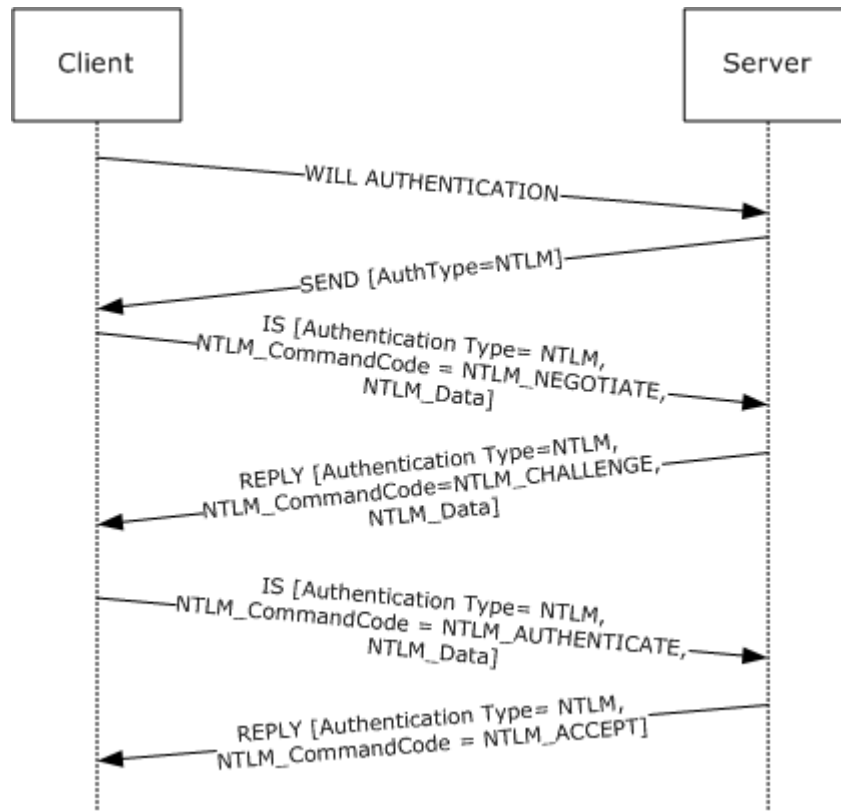 Client
Server
WILL AUTHENTICATION
SEND [AuthType=NTLM]
IS [Authentication Type= NTLM,
NTLM_CommandCode = NTLM_NEGOTIATE,
NTLM_Data]
REPLY [Authentication Type=NTLM,
NTLM_CommandCode=NTLM_CHALLENGE,
NTLM_Data]
IS [Authentication Type= NTLM,
NTLM_CommandCode = NTLM_AUTHENTICATE,
NTLM_Data]
REPLY [Authentication Type= NTLM,
NTLM_CommandCode = NTLM_ACCEPT]